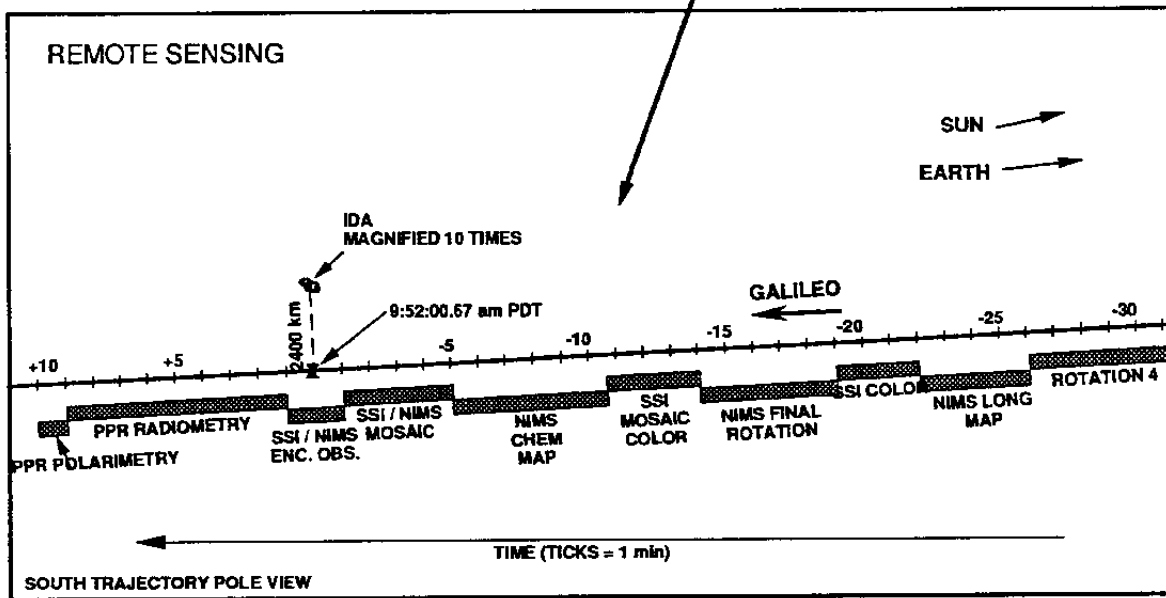 REMOTE SENSING
SUN
EARTH
IDA
MAGNIFIED 10 TIMES
2400 km
9:52:00.67 am PDT
GALILEO
+10
+5
-5
-10
-15
-20
-25
-30
PPR POLARIMETRY
PPR RADIOMETRY
SSI / NIMS
ENC. OBS.
SSI / NIMS
MOSAIC
NIMS
CHEM
MAP
SSI
MOSAIC
COLOR
NIMS FINAL
ROTATION
SSI COLOR
NIMS LONG
MAP
ROTATION 4
TIME (TICKS = 1 min)
SOUTH TRAJECTORY POLE VIEW